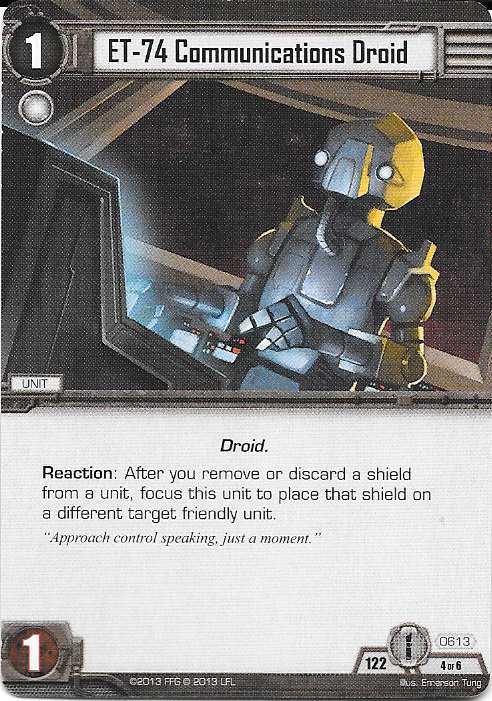 1
ET-74 Communications Droid
UNIT
Droid.
Reaction: After you remove or discard a shield
from a unit, focus this unit to place that shield on
a different target friendly unit.
“Approach control speaking, just a moment.”
1
122
0613
4 OF 6
©2013 FFG © 2013 LFL
Illus. Emerson Tung